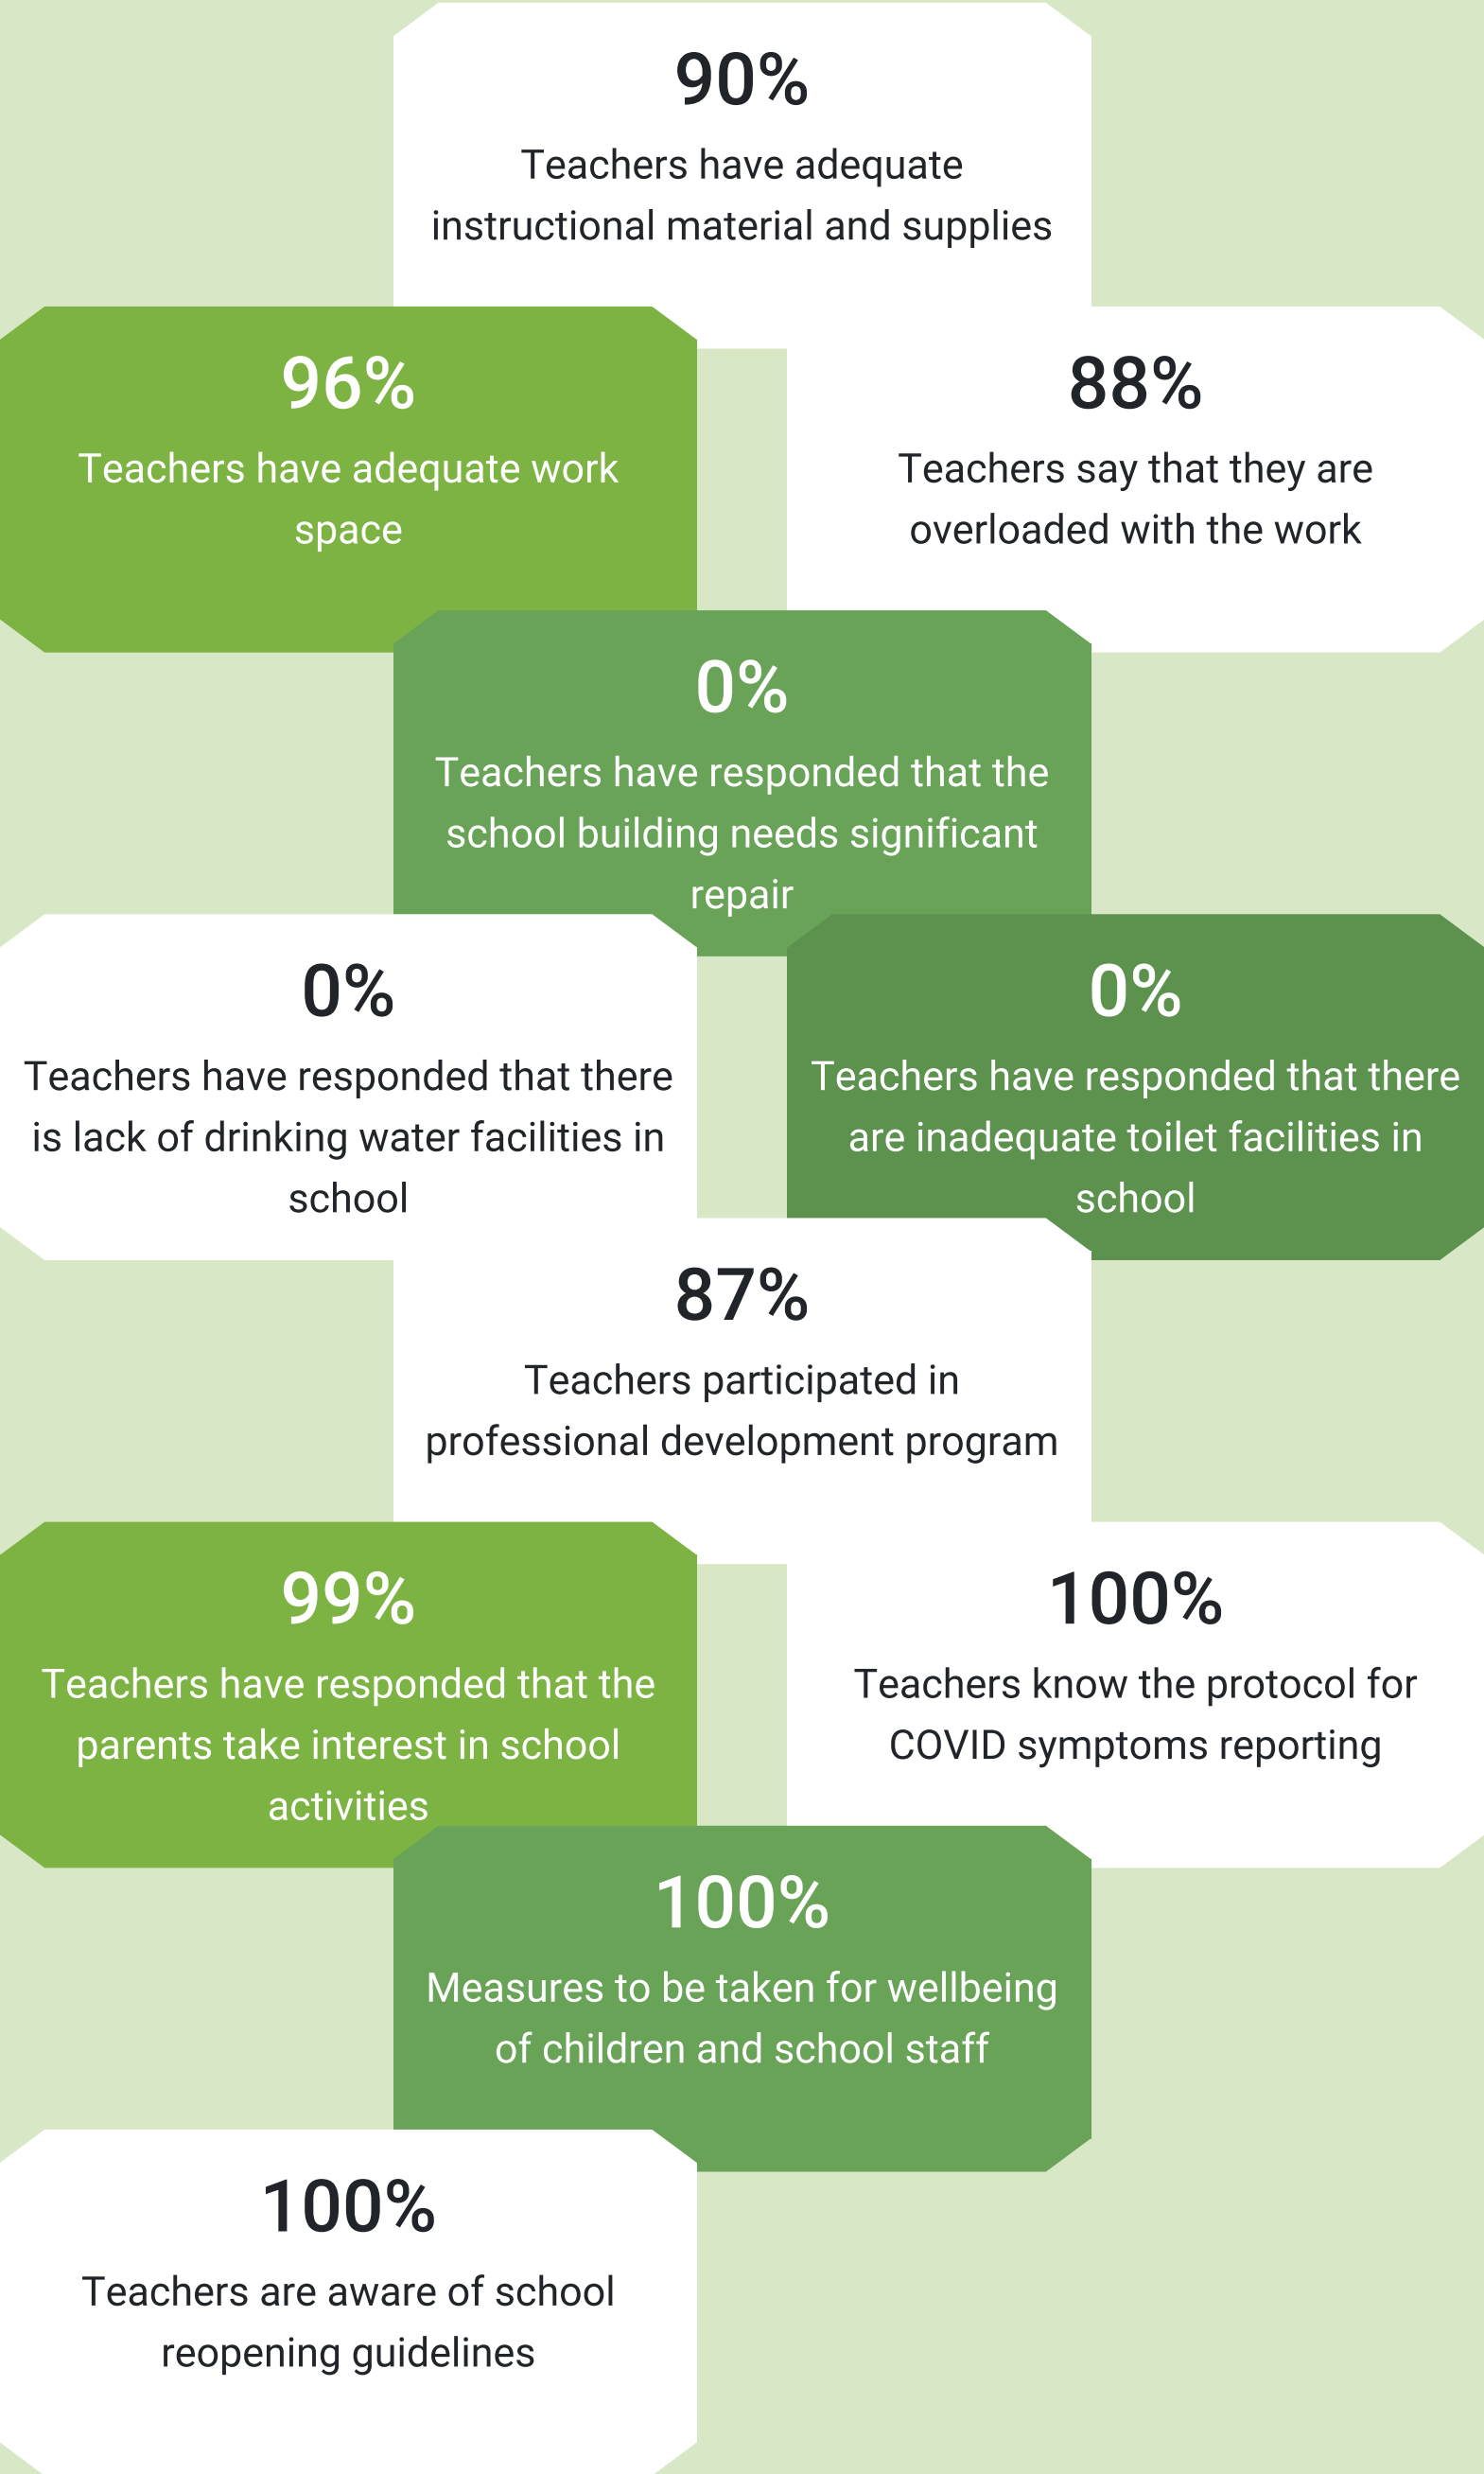 90%
Teachers have adequate
instructional material and supplies
96%
Teachers have adequate work
space
88%
Teachers say that they are
overloaded with the work
0%
Teachers have responded that the
school building needs significant
repair
0%
Teachers have responded that there
is lack of drinking water facilities in
school
0%
Teachers have responded that there
are inadequate toilet facilities in
school
87%
Teachers participated in
professional development program
99%
Teachers have responded that the
parents take interest in school
activities
100%
Teachers know the protocol for
COVID symptoms reporting
100%
Measures to be taken for wellbeing
of children and school staff
100%
Teachers are aware of school
reopening guidelines